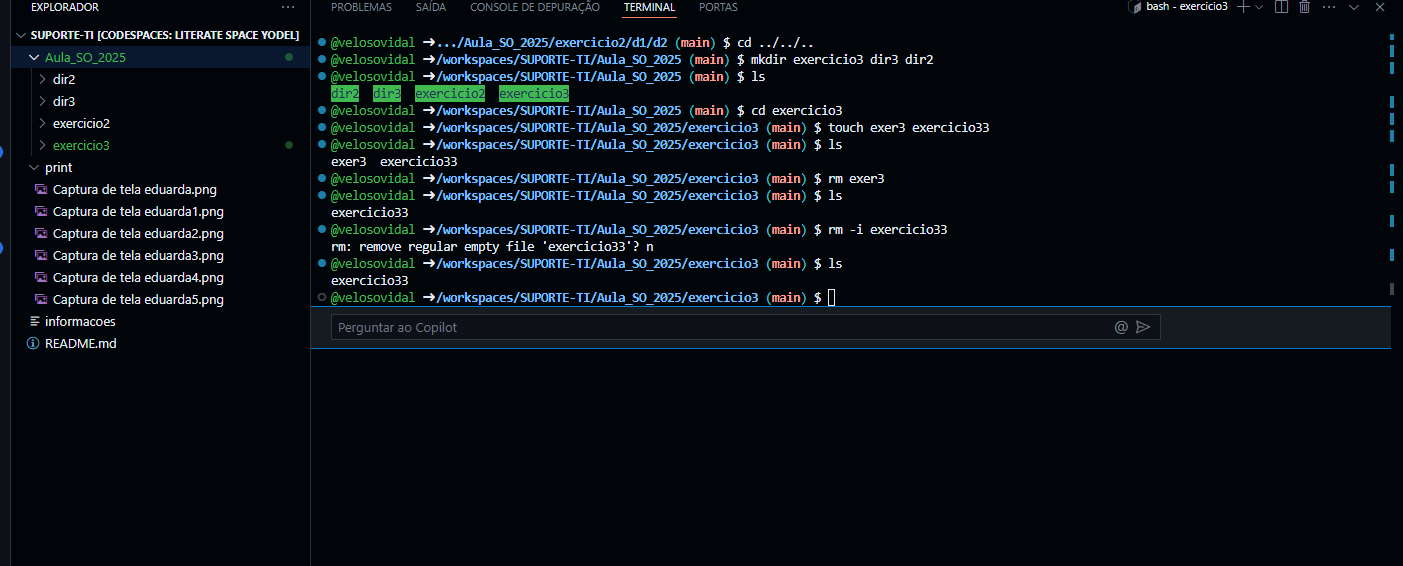 EXPLORADOR ···
SUPORTE-TI [CODESPACES: LITERATE SPACE YODEL]
Aula_SO_2025
dir2
dir3
exercicio2
exercicio3
print
Captura de tela eduarda.png
Captura de tela eduarda1.png
Captura de tela eduarda2.png
Captura de tela eduarda3.png
Captura de tela eduarda4.png
Captura de tela eduarda5.png
informacoes
README.md
PROBLEMAS SAÍDA CONSOLE DE DEPURAÇÃO TERMINAL PORTAS
bash - exercicio3
@velosovidal ➜.../Aula_SO_2025/exercicio2/d1/d2 (main) $ cd ../../..
@velosovidal ➜/workspaces/SUPORTE-TI/Aula_SO_2025 (main) $ mkdir exercicio3 dir3 dir2
@velosovidal ➜/workspaces/SUPORTE-TI/Aula_SO_2025 (main) $ ls
dir2 dir3 exercicio2 exercicio3
@velosovidal ➜/workspaces/SUPORTE-TI/Aula_SO_2025 (main) $ cd exercicio3
@velosovidal ➜/workspaces/SUPORTE-TI/Aula_SO_2025/exercicio3 (main) $ touch exer3 exercicio33
@velosovidal ➜/workspaces/SUPORTE-TI/Aula_SO_2025/exercicio3 (main) $ ls
exer3 exercicio33
@velosovidal ➜/workspaces/SUPORTE-TI/Aula_SO_2025/exercicio3 (main) $ rm exer3
@velosovidal ➜/workspaces/SUPORTE-TI/Aula_SO_2025/exercicio3 (main) $ ls
exercicio33
@velosovidal ➜/workspaces/SUPORTE-TI/Aula_SO_2025/exercicio3 (main) $ rm -i exercicio33
rm: remove regular empty file 'exercicio33'? n
@velosovidal ➜/workspaces/SUPORTE-TI/Aula_SO_2025/exercicio3 (main) $ ls
exercicio33
@velosovidal ➜/workspaces/SUPORTE-TI/Aula_SO_2025/exercicio3 (main) $
Perguntar ao Copilot @